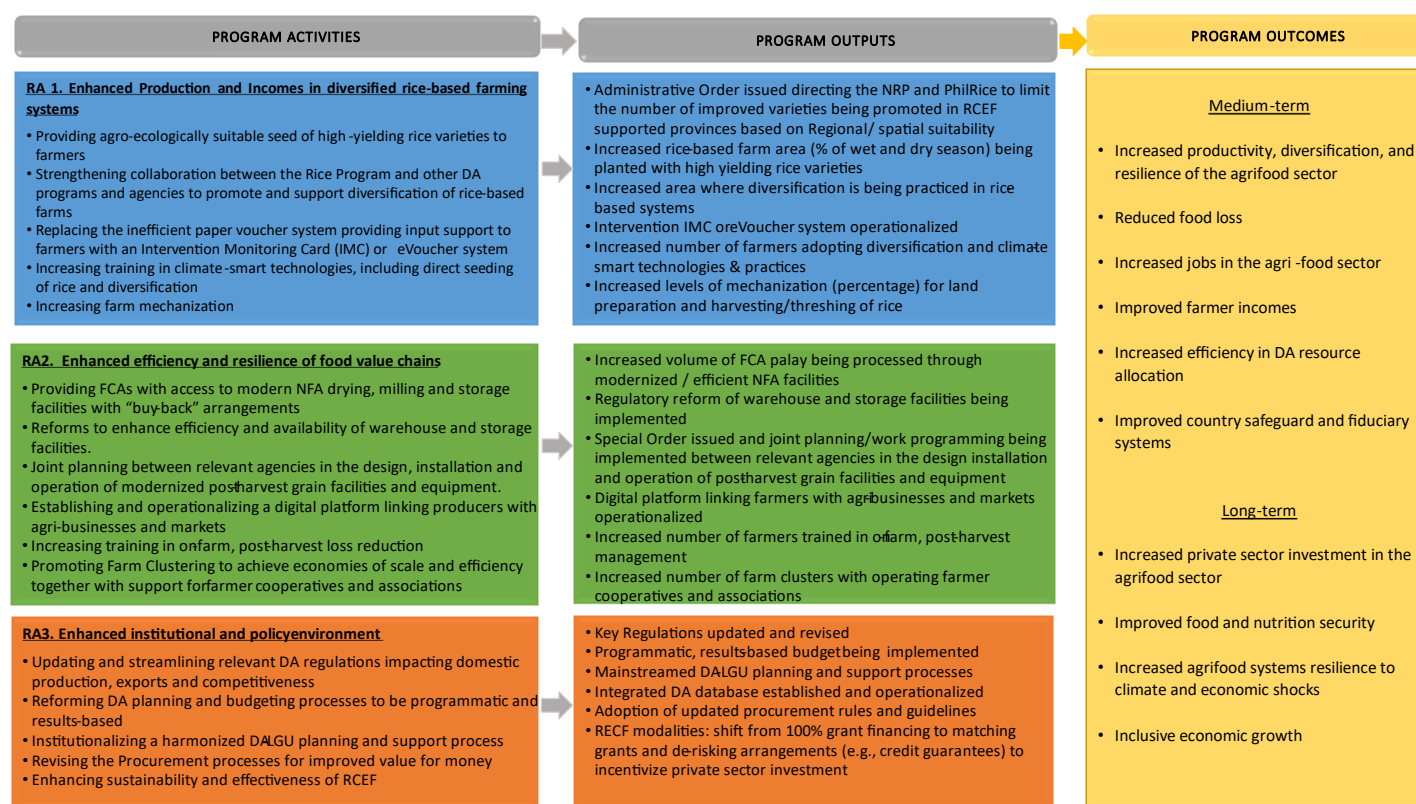 PROGRAM ACTIVITIES
PROGRAM OUTPUTS
PROGRAM OUTCOMES
RA 1. Enhanced Production and Incomes in diversified rice-based farming
systems
• Providing agro-ecologically suitable seed of high -yielding rice varieties to
farmers
• Strengthening collaboration between the Rice Program and other DA
programs and agencies to promote and support diversification of rice-based
farms
• Replacing the inefficient paper voucher system providing input support to
farmers with an Intervention Monitoring Card (IMC) or eVoucher system
• Increasing training in climate -smart technologies, including direct seeding
of rice and diversification
• Increasing farm mechanization
• Administrative Order issued directing the NRP and PhilRice to limit
the number of improved varieties being promoted in RCEF
supported provinces based on Regional/ spatial suitability
• Increased rice-based farm area (% of wet and dry season) being
planted with high yielding rice varieties
• Increased area where diversification is being practiced in rice
based systems
• Intervention IMC oreVoucher system operationalized
• Increased number of farmers adopting diversification and climate-
smart technologies & practices
• Increased levels of mechanization (percentage) for land
preparation and harvesting/threshing of rice
RA2. Enhanced efficiency and resilience of food value chains
• Providing FCAs with access to modern NFA drying, milling and storage
facilities with “buy-back” arrangements
• Reforms to enhance efficiency and availability of warehouse and storage
facilities.
• Joint planning between relevant agencies in the design, installation and
operation of modernized post-harvest grain facilities and equipment.
• Establishing and operationalizing a digital platform linking producers with
agri-businesses and markets
• Increasing training in on-farm, post-harvest loss reduction
• Promoting Farm Clustering to achieve economies of scale and efficiency
together with support forfarmer cooperatives and associations
• Increased volume of FCA palay being processed through
modernized / efficient NFA facilities
• Regulatory reform of warehouse and storage facilities being
implemented
• Special Order issued and joint planning/work programming being
implemented between relevant agencies in the design installation
and operation of post-harvest grain facilities and equipment
• Digital platform linking farmers with agri-businesses and markets
operationalized
• Increased number of farmers trained in on-farm, post-harvest
management
• Increased number of farm clusters with operating farmer
cooperatives and associations
RA3. Enhanced institutional and policyenvironment
• Updating and streamlining relevant DA regulations impacting domestic
production, exports and competitiveness
• Reforming DA planning and budgeting processes to be programmatic and
results-based
• Institutionalizing a harmonized DA-LGU planning and support process
• Revising the Procurement processes for improved value for money
• Enhancing sustainability and effectiveness of RCEF
• Key Regulations updated and revised
• Programmatic, results-based budgetbeing implemented
• Mainstreamed DALGU planning and support processes
• Integrated DA database established and operationalized
• Adoption of updated procurement rules and guidelines
• RECF modalities: shift from 100% grant financing to matching
grants and de-risking arrangements (e.g., credit guarantees) to
incentivize private sector investment
Medium-term
• Increased productivity, diversification, and
resilience of the agrifood sector
• Reduced food loss
• Increased jobs in the agri -food sector
• Improved farmer incomes
• Increased efficiency in DA resource
allocation
• Improved country safeguard and fiduciary
systems
Long-term
• Increased private sector investment in the
agrifood sector
• Improved food and nutrition security
• Increased agrifood systems resilience to
climate and economic shocks
• Inclusive economic growth